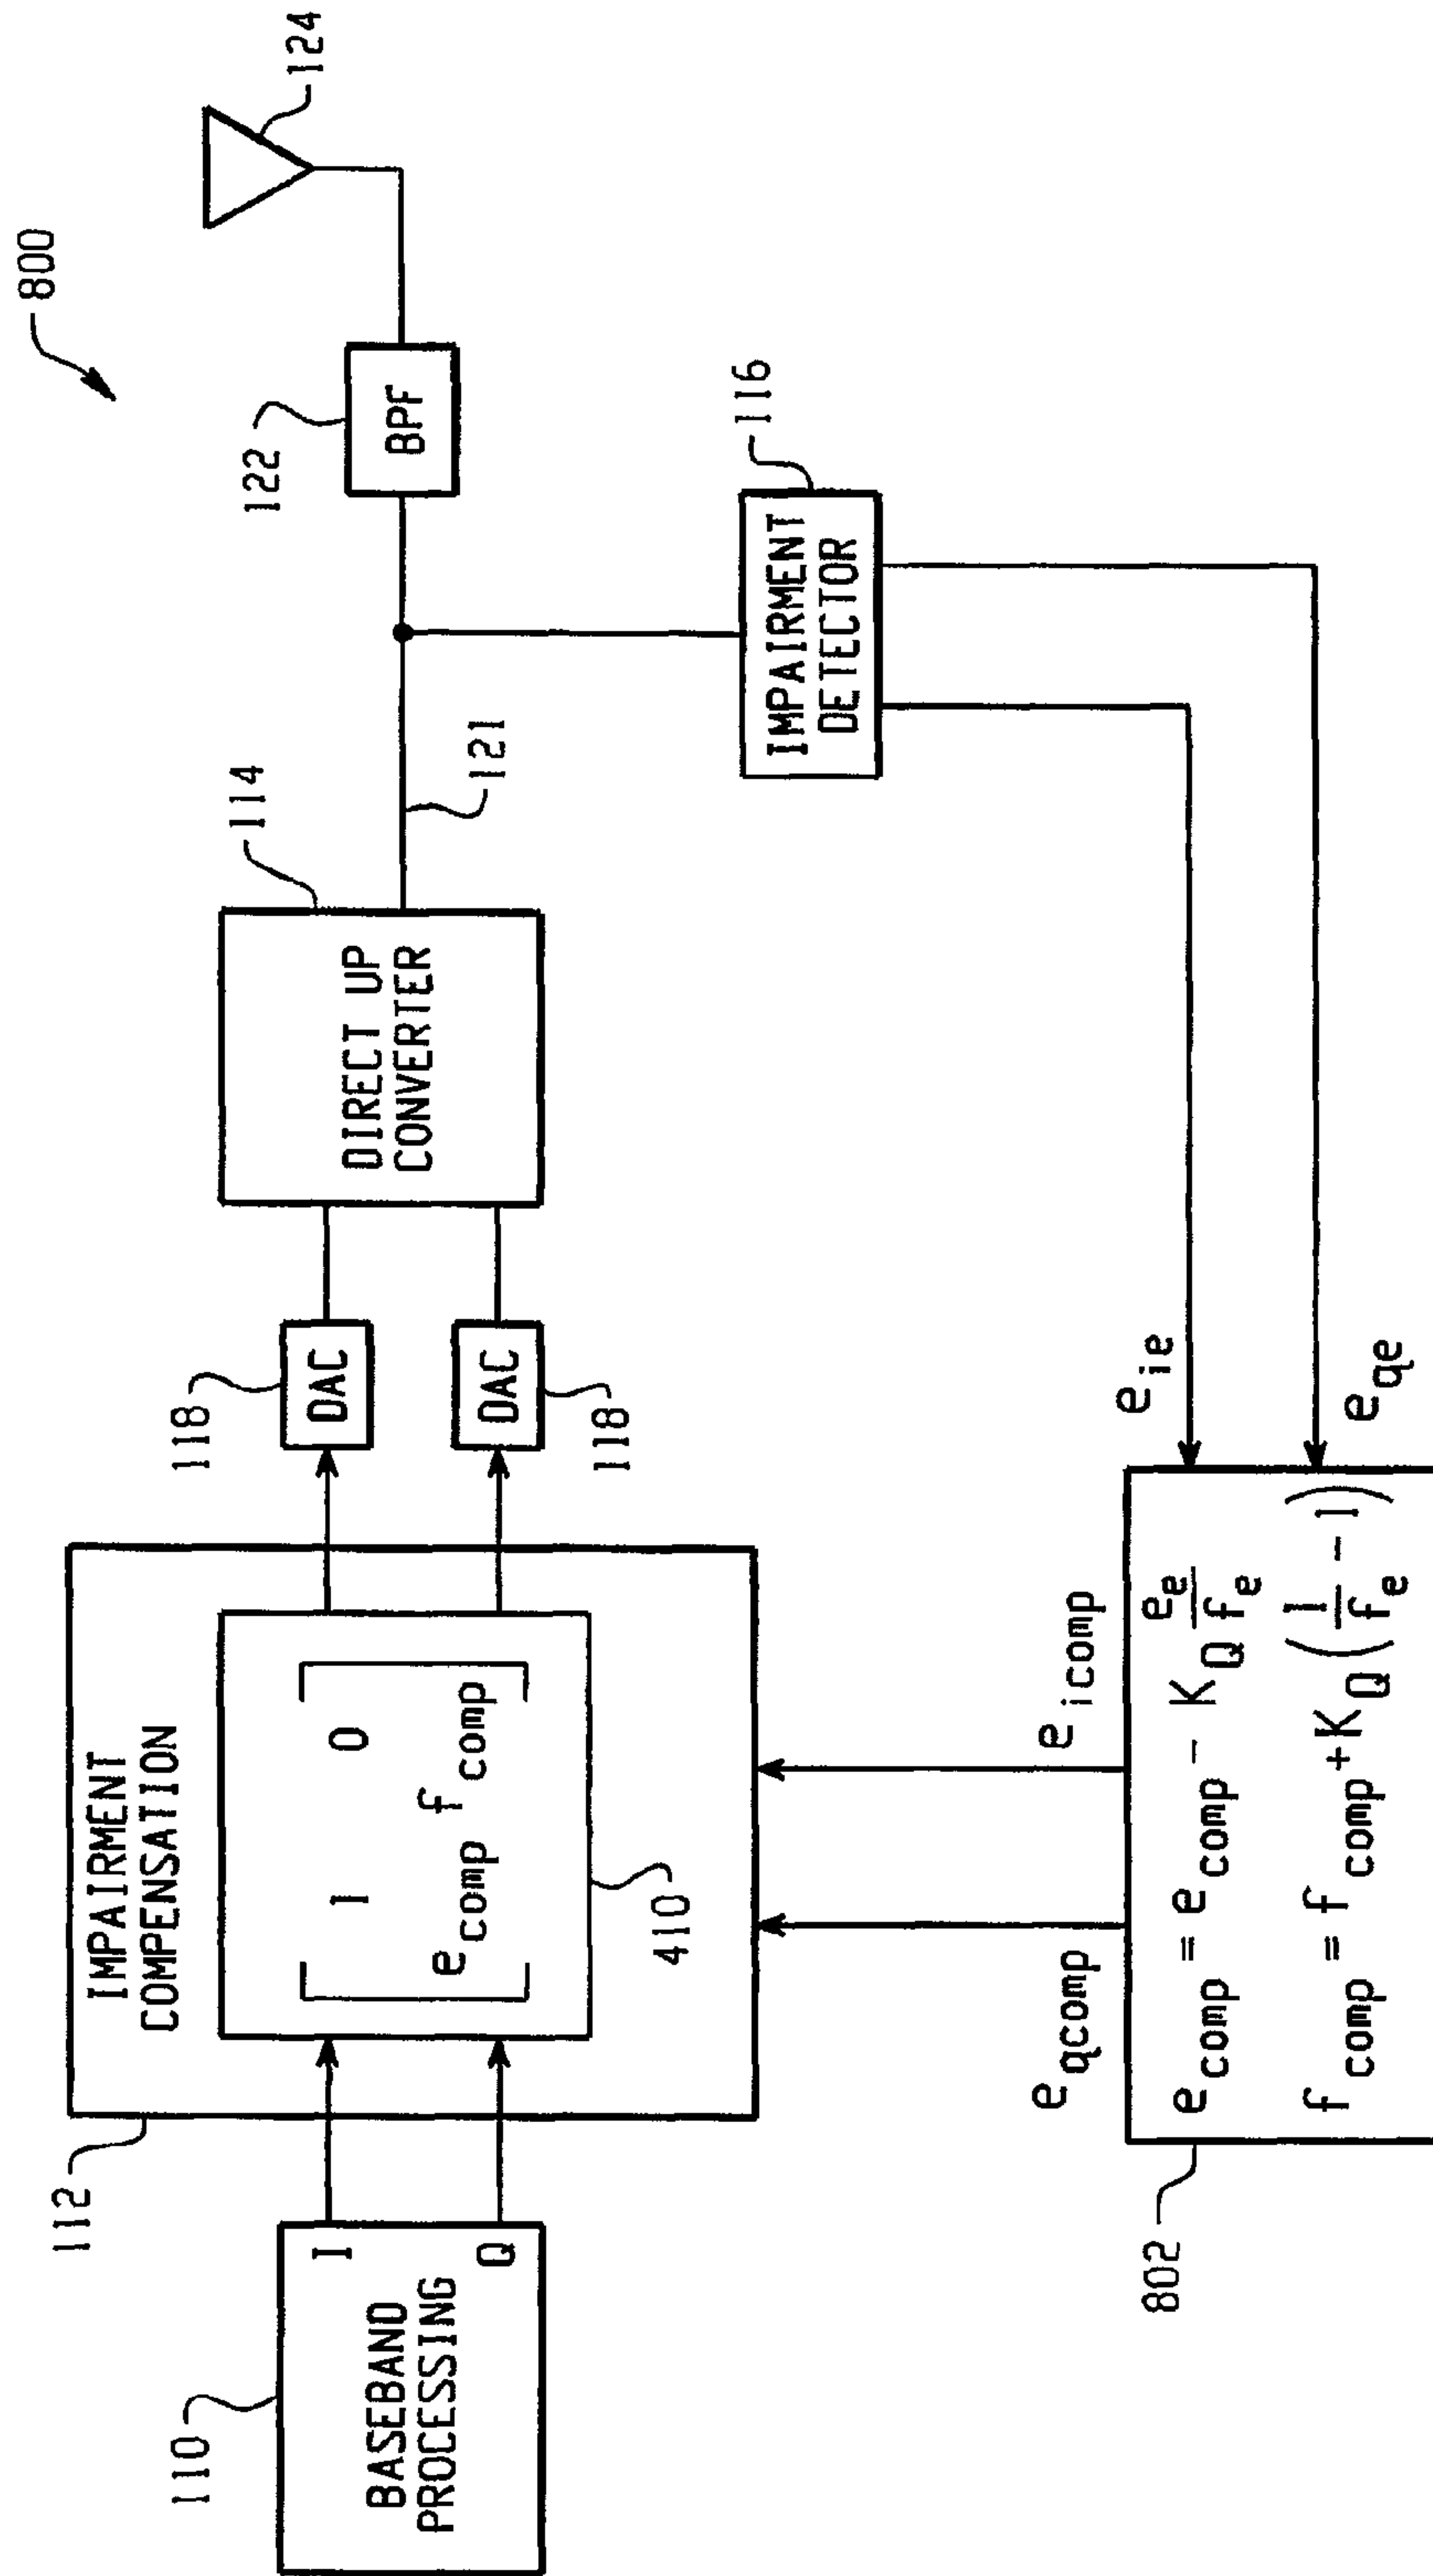 800
110
BASEBAND
PROCESSING
I
Q
112
IMPAIRMENT
COMPENSATION
1 0
e_comp f_comp
410
118
DAC
DAC
118
114
DIRECT UP
CONVERTER
121
122
BPF
124
116
IMPAIRMENT
DETECTOR
e_qcomp
e_icomp
e_ie
e_qe
802
e_comp = e_comp - K_Q e_e/f_e
f_comp = f_comp + K_Q (1/f_e - 1)